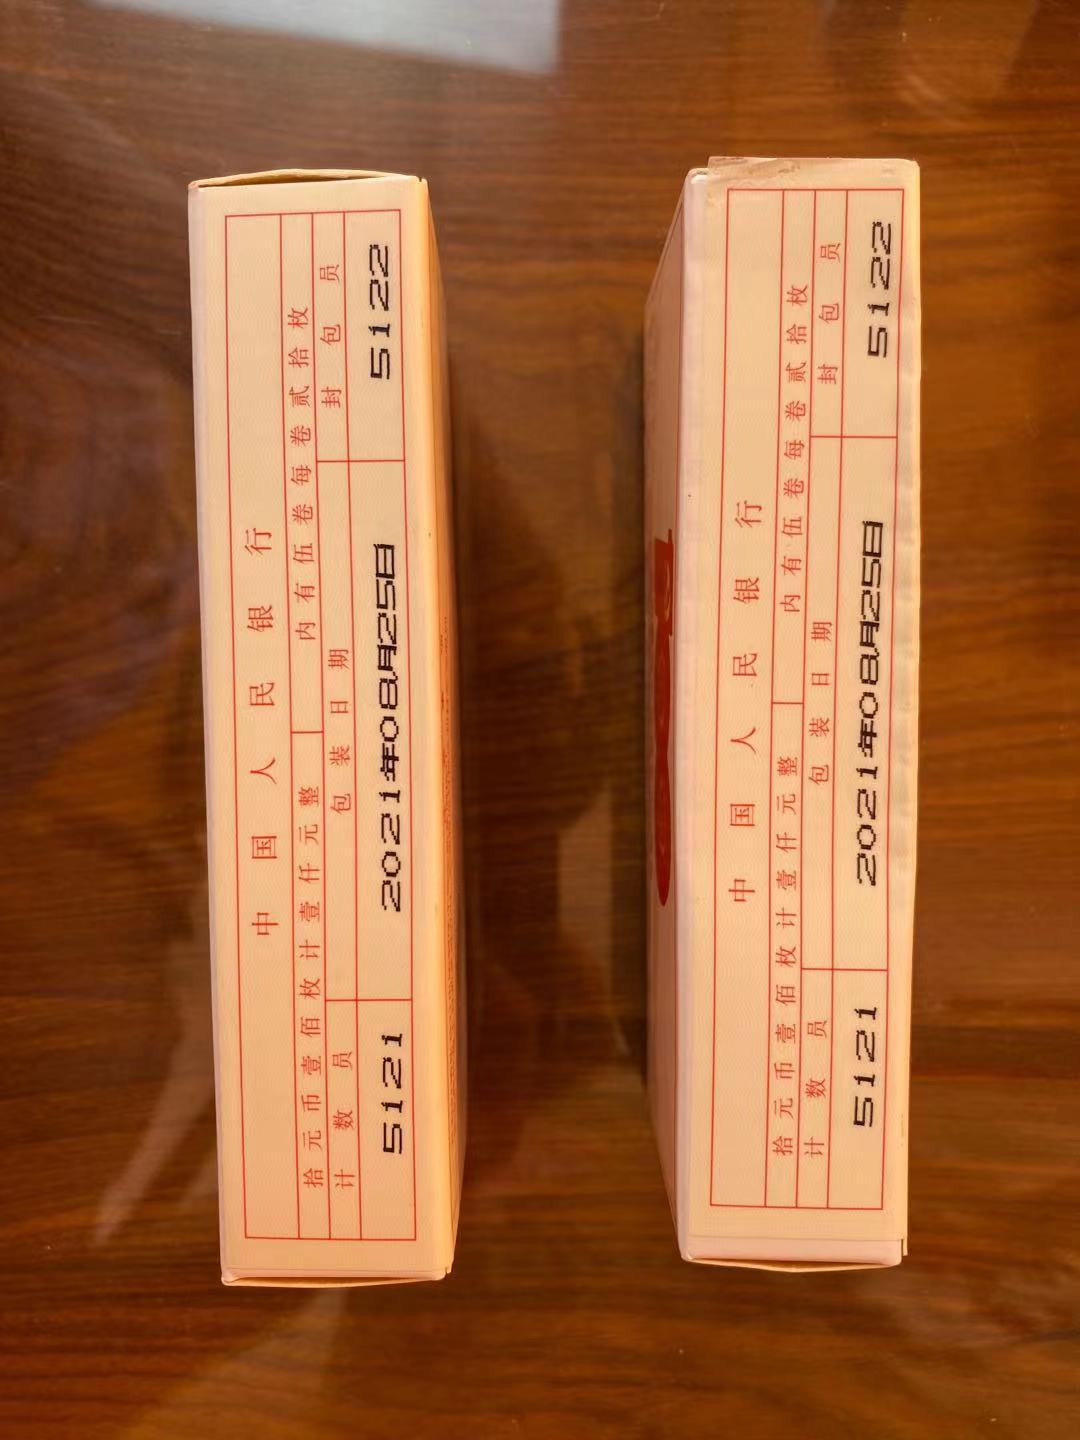 中国人民银行
拾元币壹佰枚计壹仟元整 内有伍卷每卷贰拾枚
计数员 包装日期 封包员
5121 2021年08月25日 5122
中国人民银行
拾元币壹佰枚计壹仟元整 内有伍卷每卷贰拾枚
计数员 包装日期 封包员
5121 2021年08月25日 5122